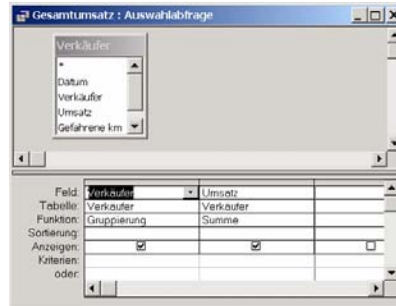 Gesamtumsatz : Auswahlabfrage
Verkäufer
*
Datum
Verkäufer
Umsatz
Gefahrene km
Feld: Verkäufer Umsatz
Tabelle: Verkäufer Verkäufer
Funktion: Gruppierung Summe
Sortierung:
Anzeigen:
Kriterien:
oder: